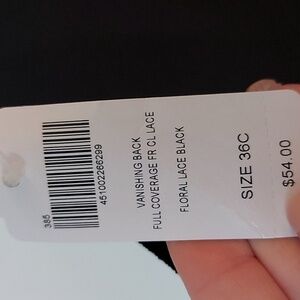 385
451002266299
VANISHING BACK
FULL COVERAGE FR CL LACE
FLORAL LACE BLACK
SIZE 36C
$54.00